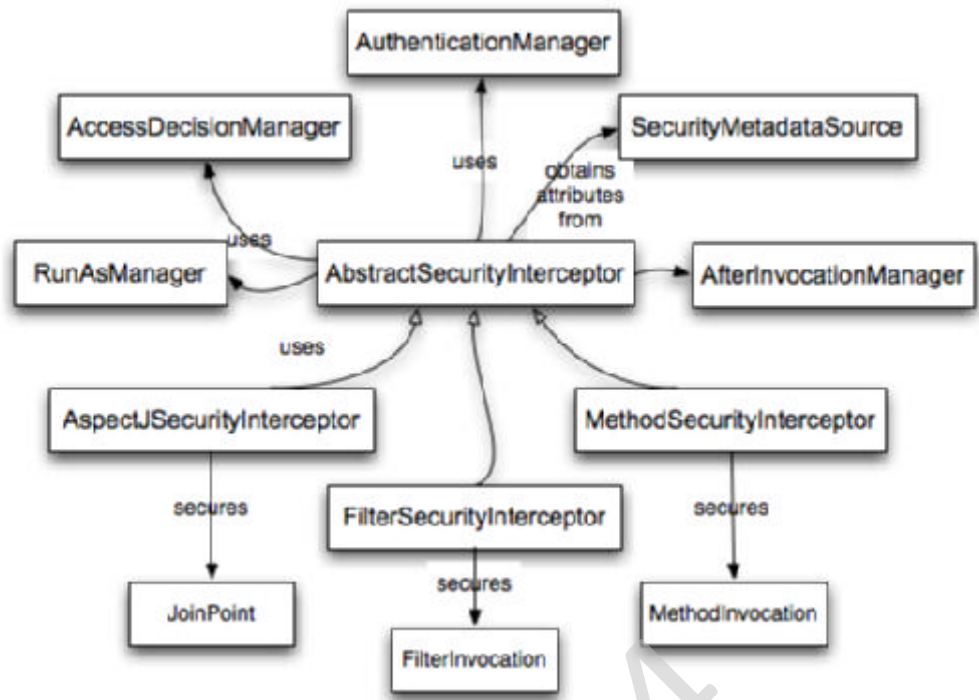 AuthenticationManager
AccessDecisionManager
SecurityMetadataSource
uses
obtains
attributes
from
uses
RunAsManager
AbstractSecurityInterceptor
AfterInvocationManager
uses
AspectJSecurityInterceptor
MethodSecurityInterceptor
secures
FilterSecurityInterceptor
secures
secures
JoinPoint
MethodInvocation
FilterInvocation